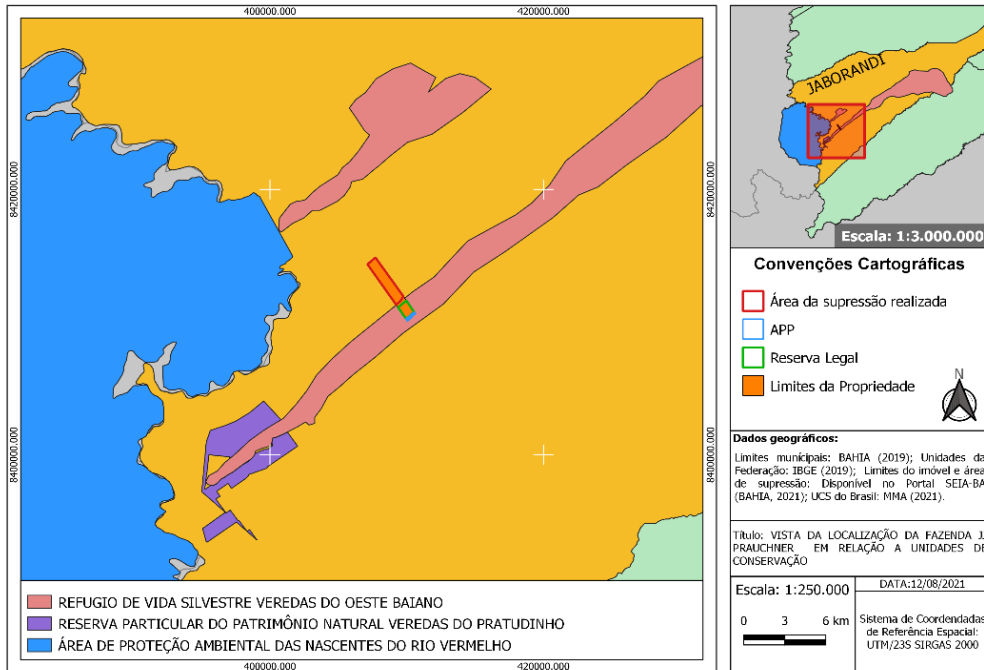 400000.000
420000.000
8420000.000
8420000.000
8400000.000
8400000.000
400000.000
420000.000
REFUGIO DE VIDA SILVESTRE VEREDAS DO OESTE BAIANO
RESERVA PARTICULAR DO PATRIMÔNIO NATURAL VEREDAS DO PRATUDINHO
ÁREA DE PROTEÇÃO AMBIENTAL DAS NASCENTES DO RIO VERMELHO
JABORANDI
Escala: 1:3.000.000
Convenções Cartográficas
Área da supressão realizada
APP
Reserva Legal
Limites da Propriedade
N
Dados geográficos:
Limites munícipais: BAHIA (2019); Unidades da
Federação: IBGE (2019); Limites do imóvel e área
de supressão: Disponível no Portal SEIA-BA
(BAHIA, 2021); UCS do Brasil: MMA (2021).
Título: VISTA DA LOCALIZAÇÃO DA FAZENDA J.
PRAUCHNER EM RELAÇÃO A UNIDADES DE
CONSERVAÇÃO
Escala: 1:250.000
0 3 6 km
DATA:12/08/2021
Sistema de Coordendadas
de Referência Espacial:
UTM/23S SIRGAS 2000